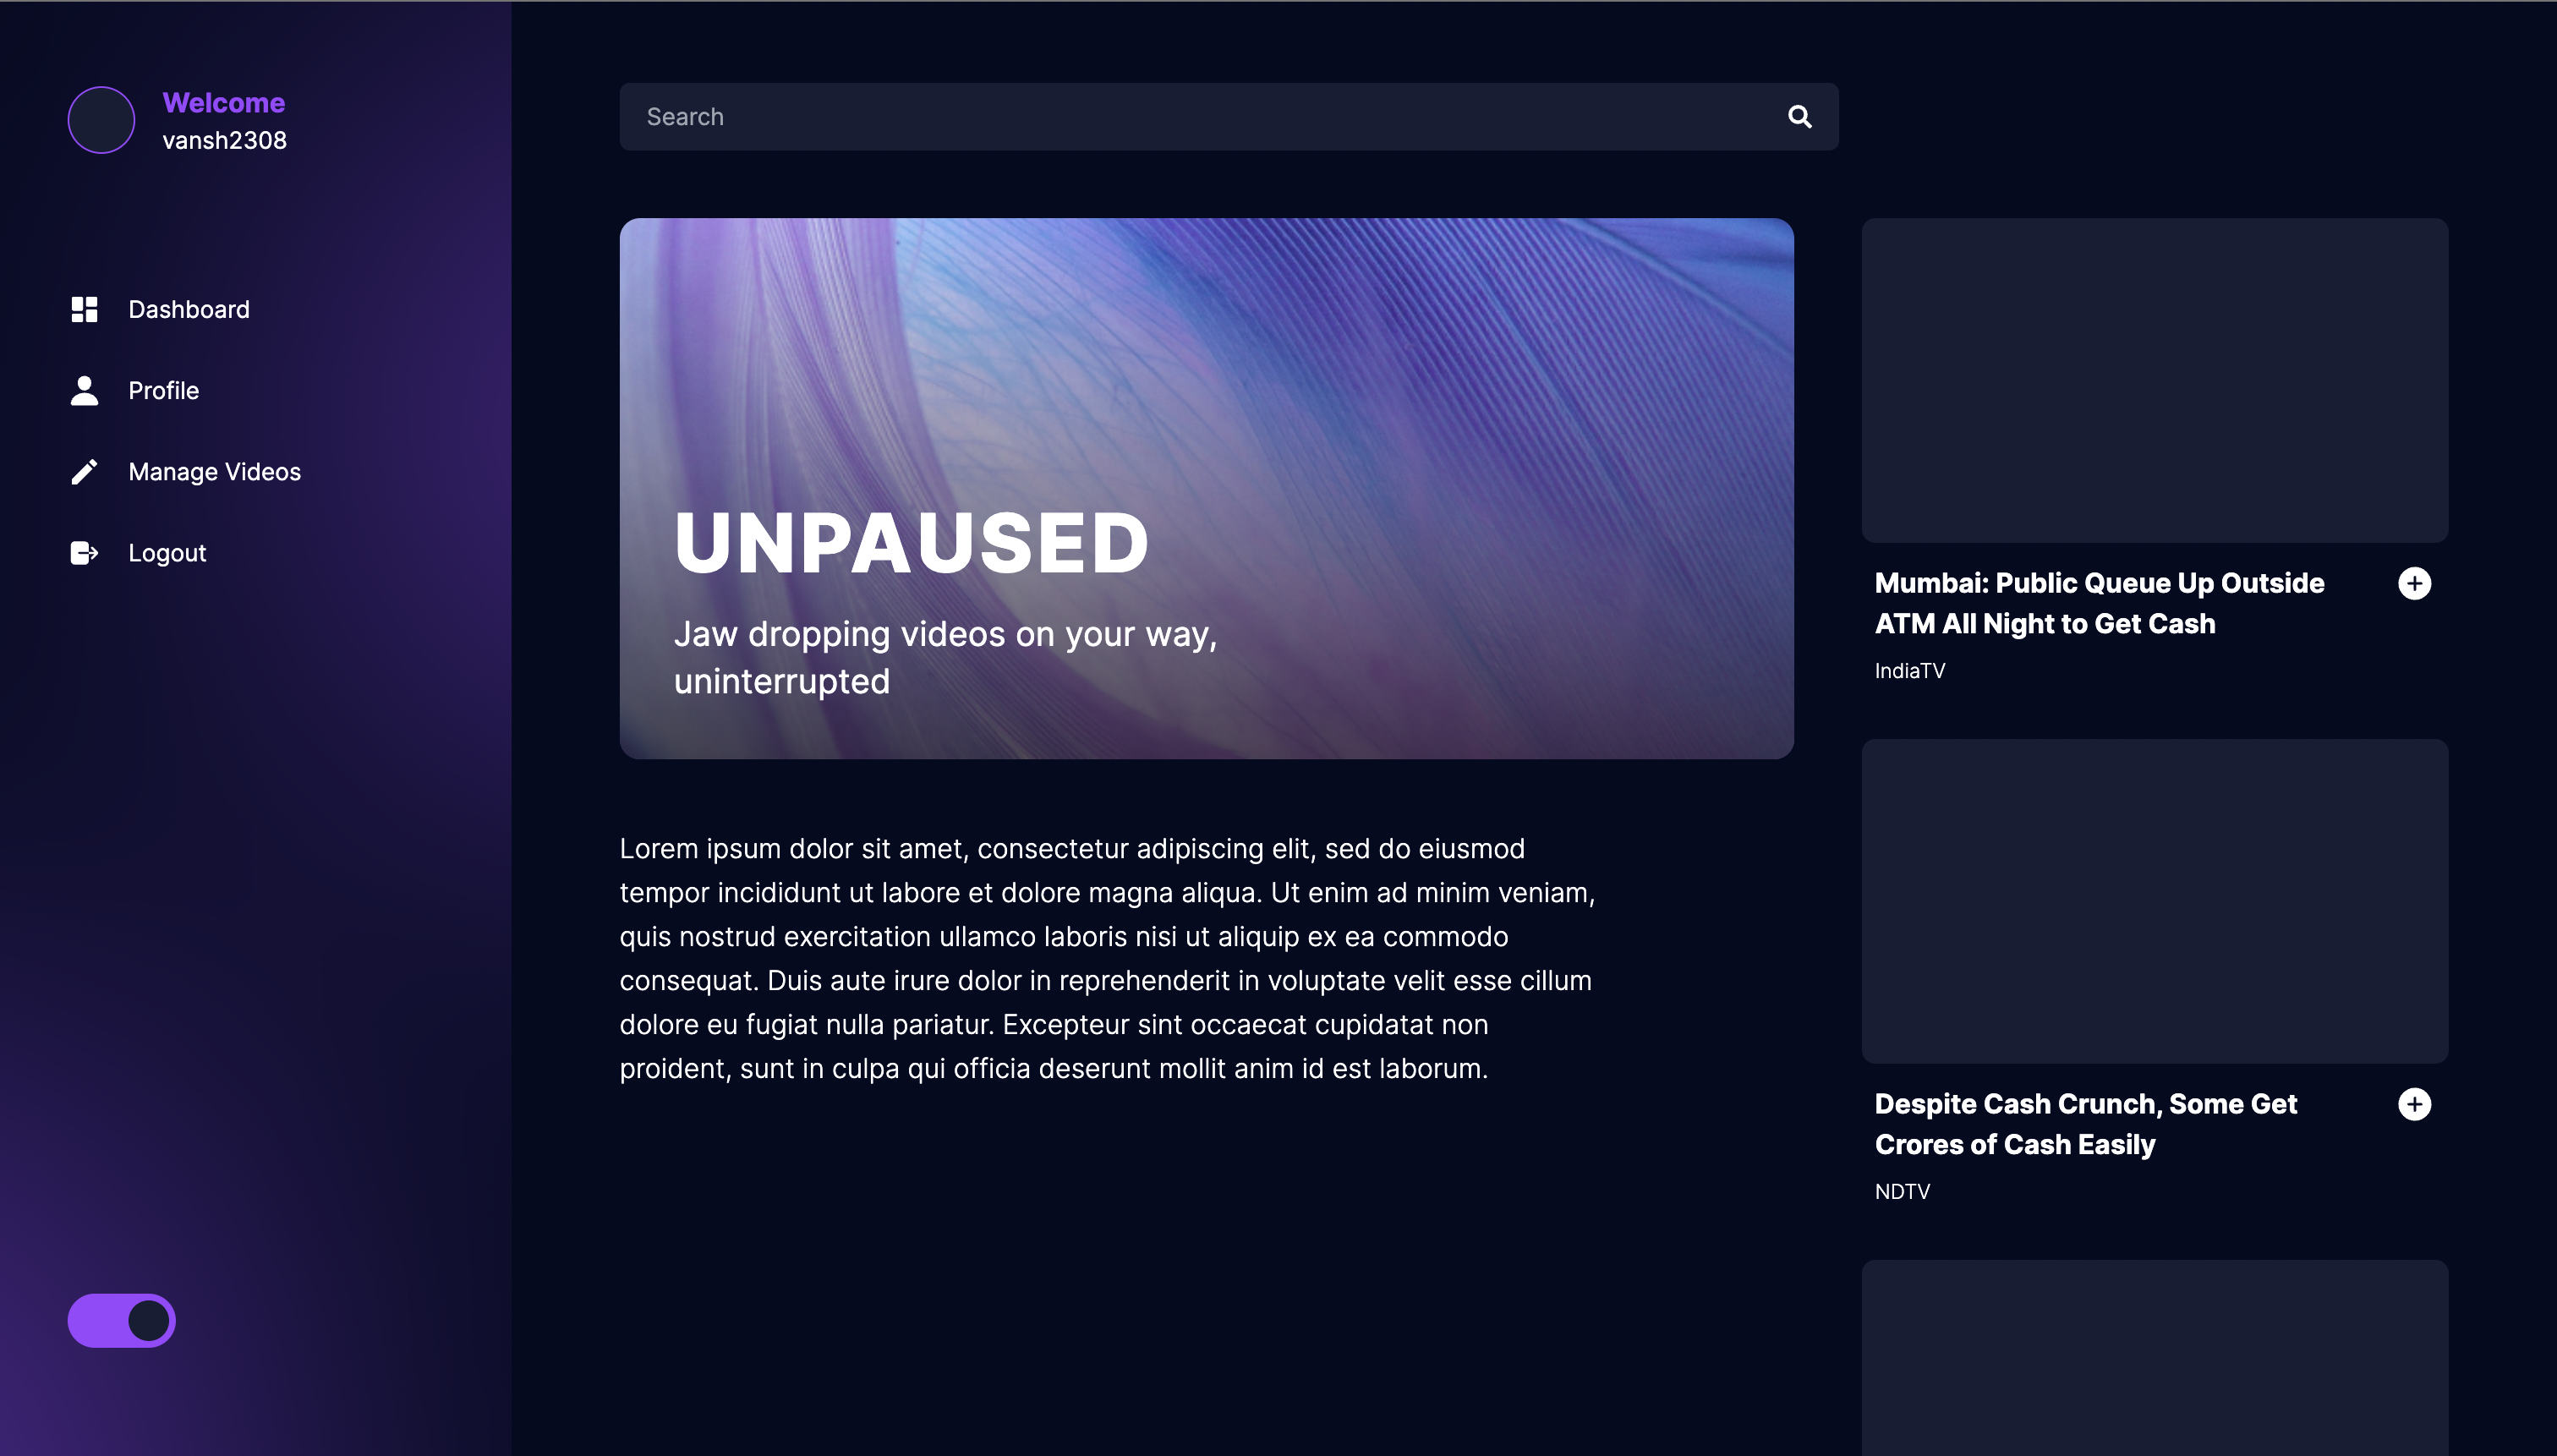 Welcome
vansh2308
Dashboard
Profile
Manage Videos
Logout
Search
UNPAUSED
Jaw dropping videos on your way,
uninterrupted
Lorem ipsum dolor sit amet, consectetur adipiscing elit, sed do eiusmod
tempor incididunt ut labore et dolore magna aliqua. Ut enim ad minim veniam,
quis nostrud exercitation ullamco laboris nisi ut aliquip ex ea commodo
consequat. Duis aute irure dolor in reprehenderit in voluptate velit esse cillum
dolore eu fugiat nulla pariatur. Excepteur sint occaecat cupidatat non
proident, sunt in culpa qui officia deserunt mollit anim id est laborum.
Mumbai: Public Queue Up Outside
ATM All Night to Get Cash
IndiaTV
Despite Cash Crunch, Some Get
Crores of Cash Easily
NDTV